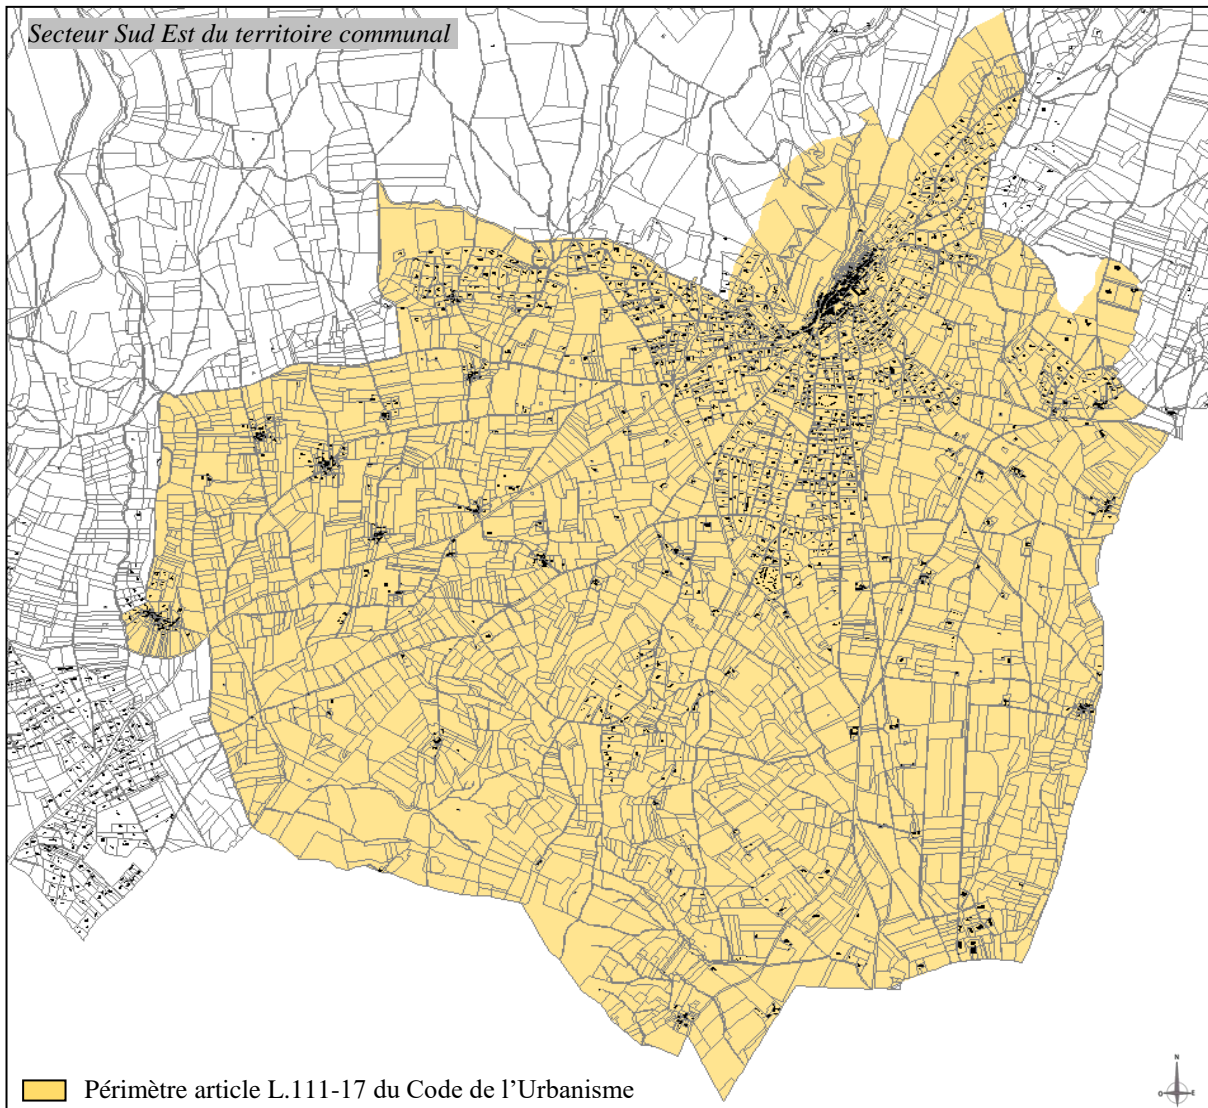 Secteur Sud Est du territoire communal
Périmètre article L.111-17 du Code de l’Urbanisme
N
O E